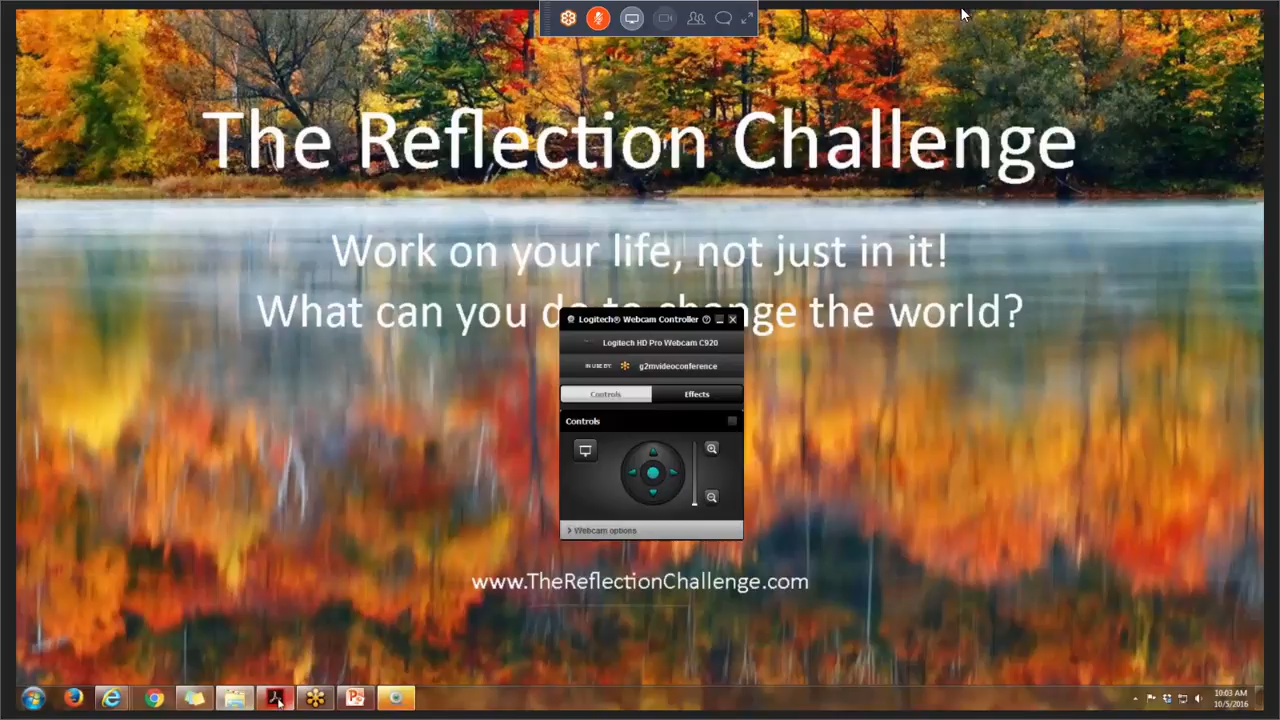 The Reflection Challenge
Work on your life, not just in it!
What can you do to change the world?
Logitech® Webcam Controller
Logitech HD Pro Webcam C920
IN USE BY: g2mvideoconference
Controls Effects
Controls
Webcam options
www.TheReflectionChallenge.com
10:03 AM
10/5/2016